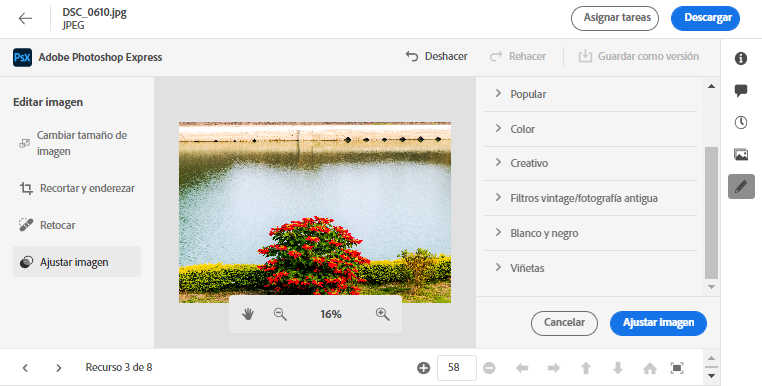 DSC_0610.jpg
JPEG
Asignar tareas
Descargar
PsX Adobe Photoshop Express
Deshacer
Rehacer
Guardar como versión
Editar imagen
Cambiar tamaño de
imagen
Recortar y enderezar
Retocar
Ajustar imagen
16%
Popular
Color
Creativo
Filtros vintage/fotografía antigua
Blanco y negro
Viñetas
Cancelar
Ajustar imagen
Recurso 3 de 8
58